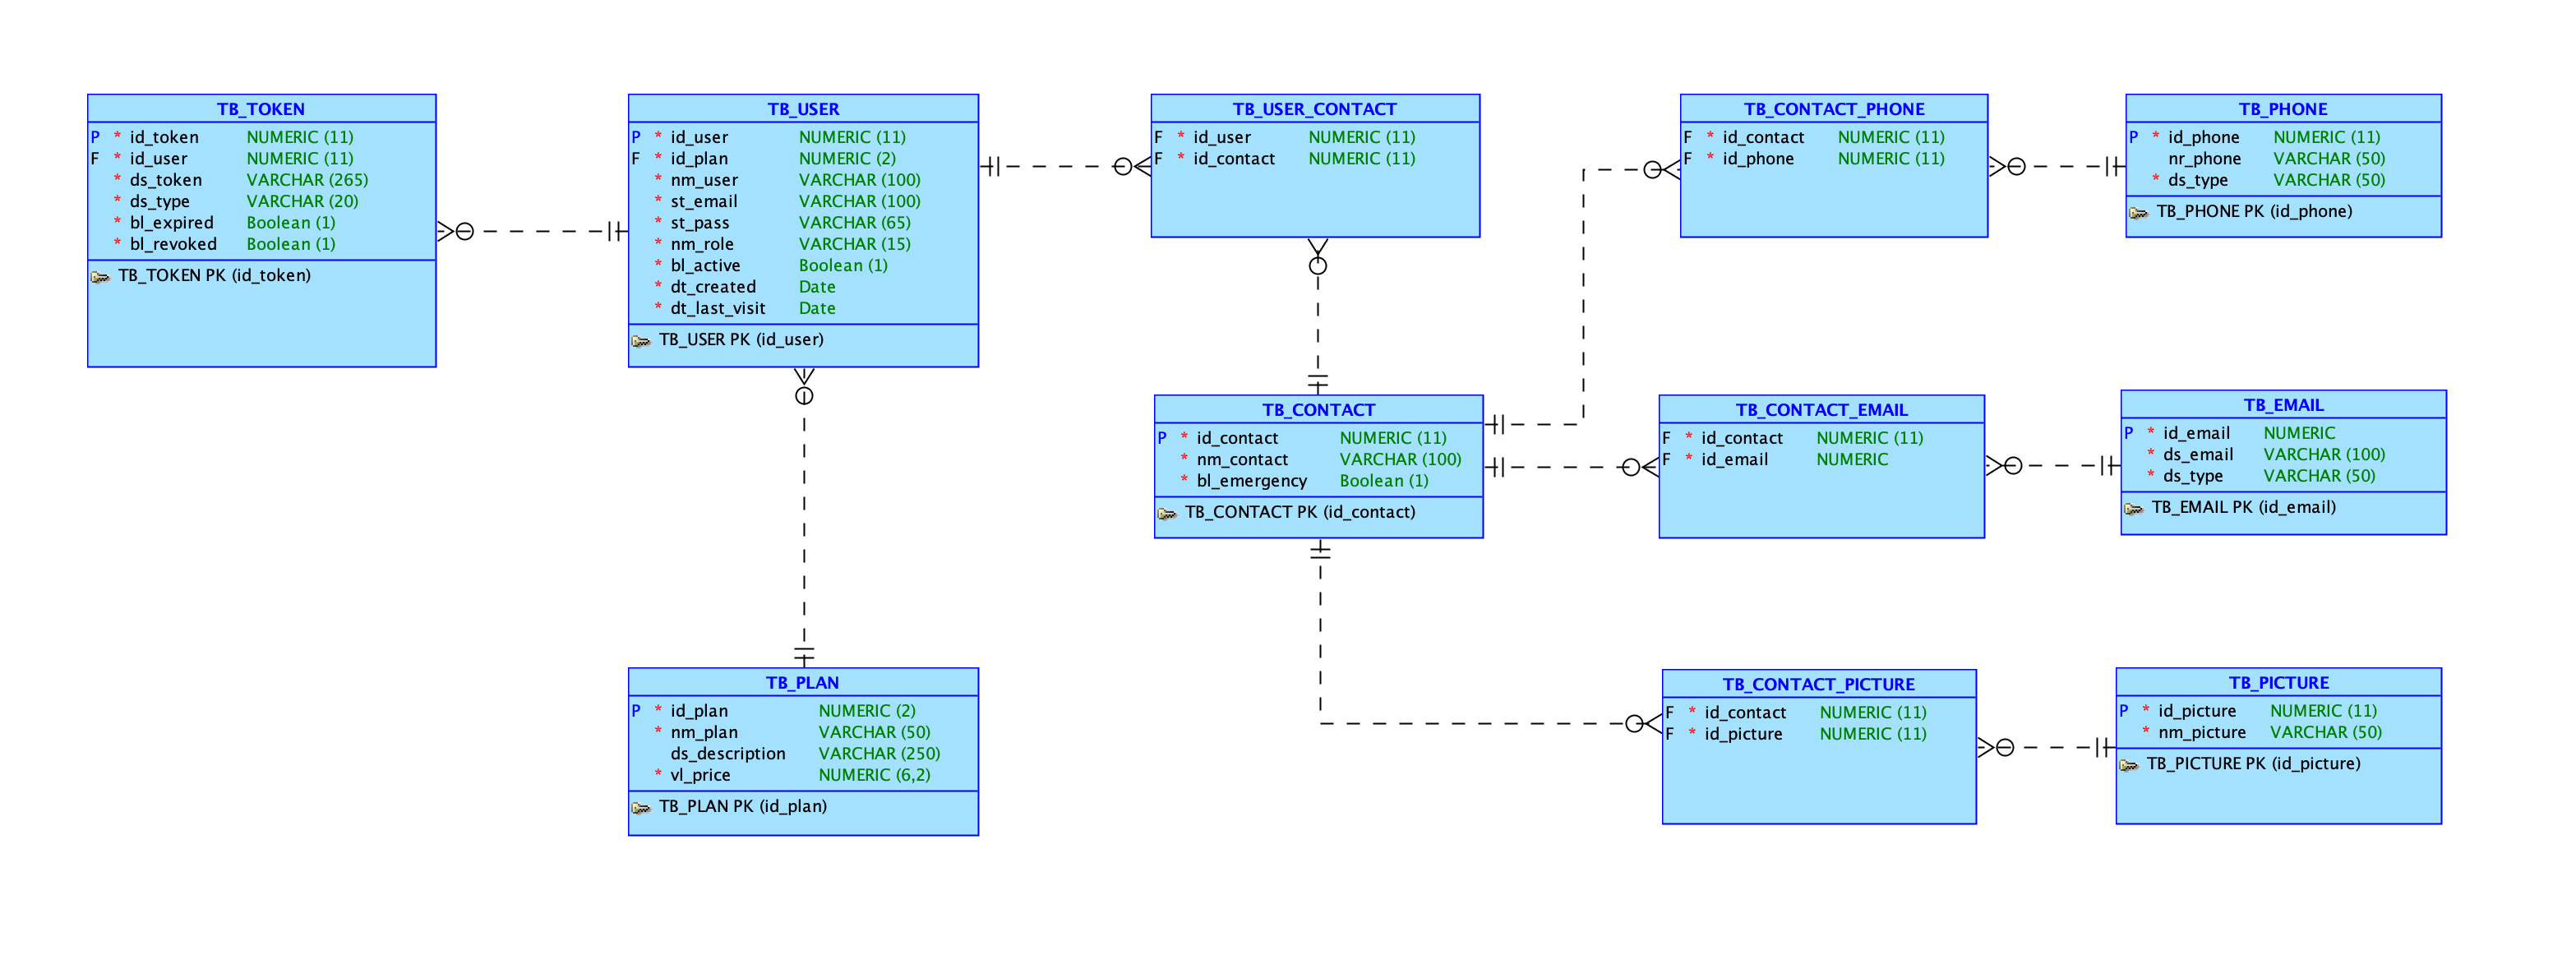 TB_TOKEN
P * id_token NUMERIC (11)
F * id_user NUMERIC (11)
* ds_token VARCHAR (265)
* ds_type VARCHAR (20)
* bl_expired Boolean (1)
* bl_revoked Boolean (1)
TB_TOKEN PK (id_token)
TB_USER
P * id_user NUMERIC (11)
F * id_plan NUMERIC (2)
* nm_user VARCHAR (100)
* st_email VARCHAR (100)
* st_pass VARCHAR (65)
* nm_role VARCHAR (15)
* bl_active Boolean (1)
* dt_created Date
* dt_last_visit Date
TB_USER PK (id_user)
TB_USER_CONTACT
F * id_user NUMERIC (11)
F * id_contact NUMERIC (11)
TB_CONTACT_PHONE
F * id_contact NUMERIC (11)
F * id_phone NUMERIC (11)
TB_PHONE
P * id_phone NUMERIC (11)
nr_phone VARCHAR (50)
* ds_type VARCHAR (50)
TB_PHONE PK (id_phone)
TB_CONTACT
P * id_contact NUMERIC (11)
* nm_contact VARCHAR (100)
* bl_emergency Boolean (1)
TB_CONTACT PK (id_contact)
TB_CONTACT_EMAIL
F * id_contact NUMERIC (11)
F * id_email NUMERIC
TB_EMAIL
P * id_email NUMERIC
* ds_email VARCHAR (100)
* ds_type VARCHAR (50)
TB_EMAIL PK (id_email)
TB_PLAN
P * id_plan NUMERIC (2)
* nm_plan VARCHAR (50)
ds_description VARCHAR (250)
* vl_price NUMERIC (6,2)
TB_PLAN PK (id_plan)
TB_CONTACT_PICTURE
F * id_contact NUMERIC (11)
F * id_picture NUMERIC (11)
TB_PICTURE
P * id_picture NUMERIC (11)
* nm_picture VARCHAR (50)
TB_PICTURE PK (id_picture)